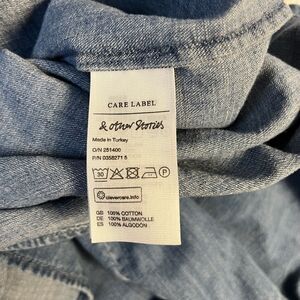 CARE LABEL
& other Stories
Made in Turkey
O/N 251400
P/N 0358271 5
30 P
clevercare.info
GB 100% COTTON
DE 100% BAUMWOLLE
ES 100% ALGODÓN